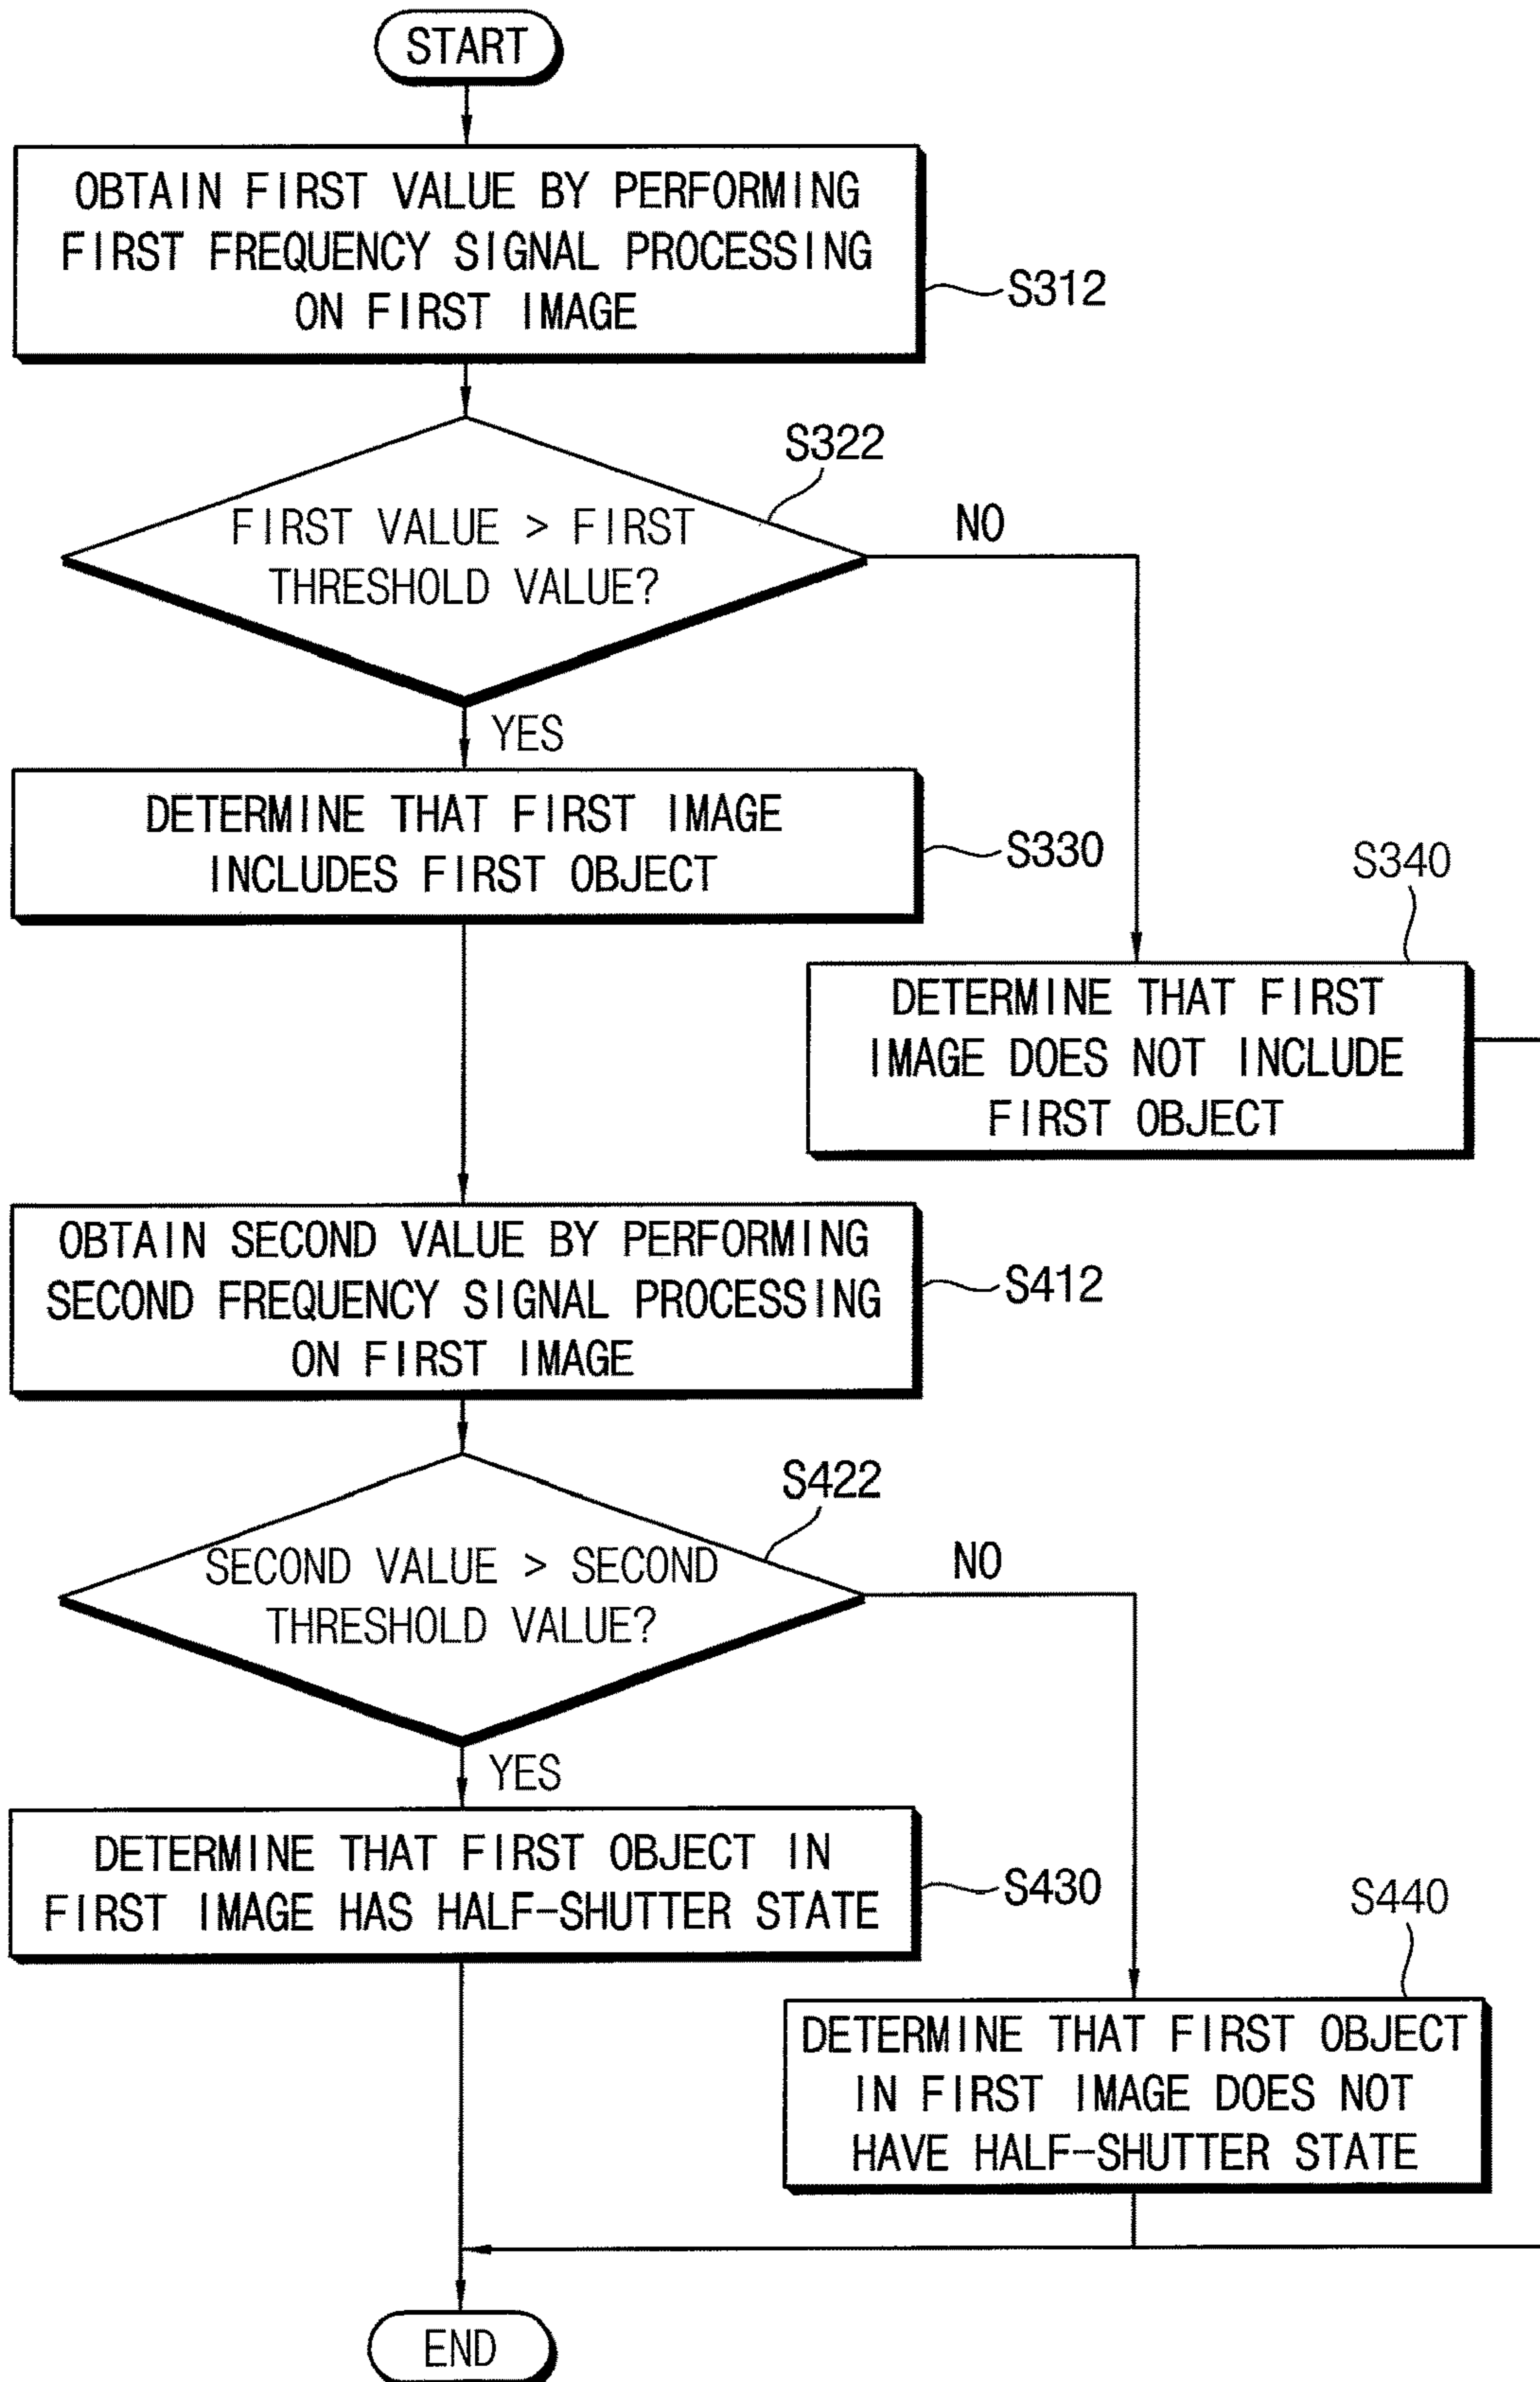 START
OBTAIN FIRST VALUE BY PERFORMING
FIRST FREQUENCY SIGNAL PROCESSING
ON FIRST IMAGE
S312
S322
FIRST VALUE > FIRST
THRESHOLD VALUE?
NO
YES
DETERMINE THAT FIRST IMAGE
INCLUDES FIRST OBJECT
S330
S340
DETERMINE THAT FIRST
IMAGE DOES NOT INCLUDE
FIRST OBJECT
OBTAIN SECOND VALUE BY PERFORMING
SECOND FREQUENCY SIGNAL PROCESSING
ON FIRST IMAGE
S412
S422
SECOND VALUE > SECOND
THRESHOLD VALUE?
NO
YES
DETERMINE THAT FIRST OBJECT IN
FIRST IMAGE HAS HALF-SHUTTER STATE
S430
S440
DETERMINE THAT FIRST OBJECT
IN FIRST IMAGE DOES NOT
HAVE HALF-SHUTTER STATE
END